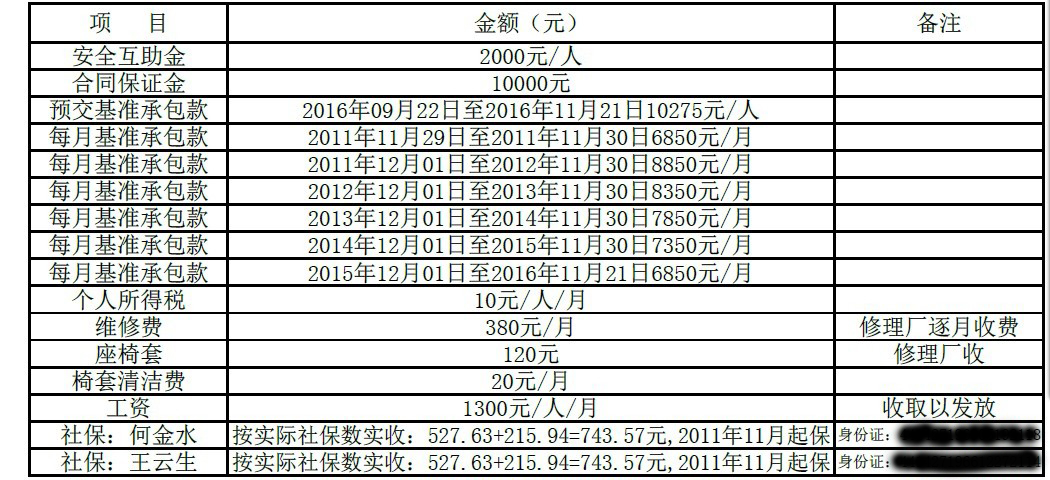 项 目 金额（元） 备注
安全互助金 2000元/人
合同保证金 10000元
预交基准承包款 2016年09月22日至2016年11月21日10275元/人
每月基准承包款 2011年11月29日至2011年11月30日6850元/月
每月基准承包款 2011年12月01至2012年11月30日8850元/月
每月基准承包款 2012年12月01至2013年11月30日8350元/月
每月基准承包款 2013年12月01至2014年11月30日7850元/月
每月基准承包款 2014年12月01至2015年11月30日7350元/月
每月基准承包款 2015年12月01至2016年11月21日6850元/月
个人所得税 10元/人/月
维修费 380元/月 修理厂逐月收费
座椅套 120元 修理厂收
椅套清洁费 20元/月
工资 1300元/人/月 收取以发放
社保：何金水 按实际社保数实收：527.63+215.94=743.57元,2011年11月起保 身份证：
社保：王云生 按实际社保数实收：527.63+215.94=743.57元,2011年11月起保 身份证：